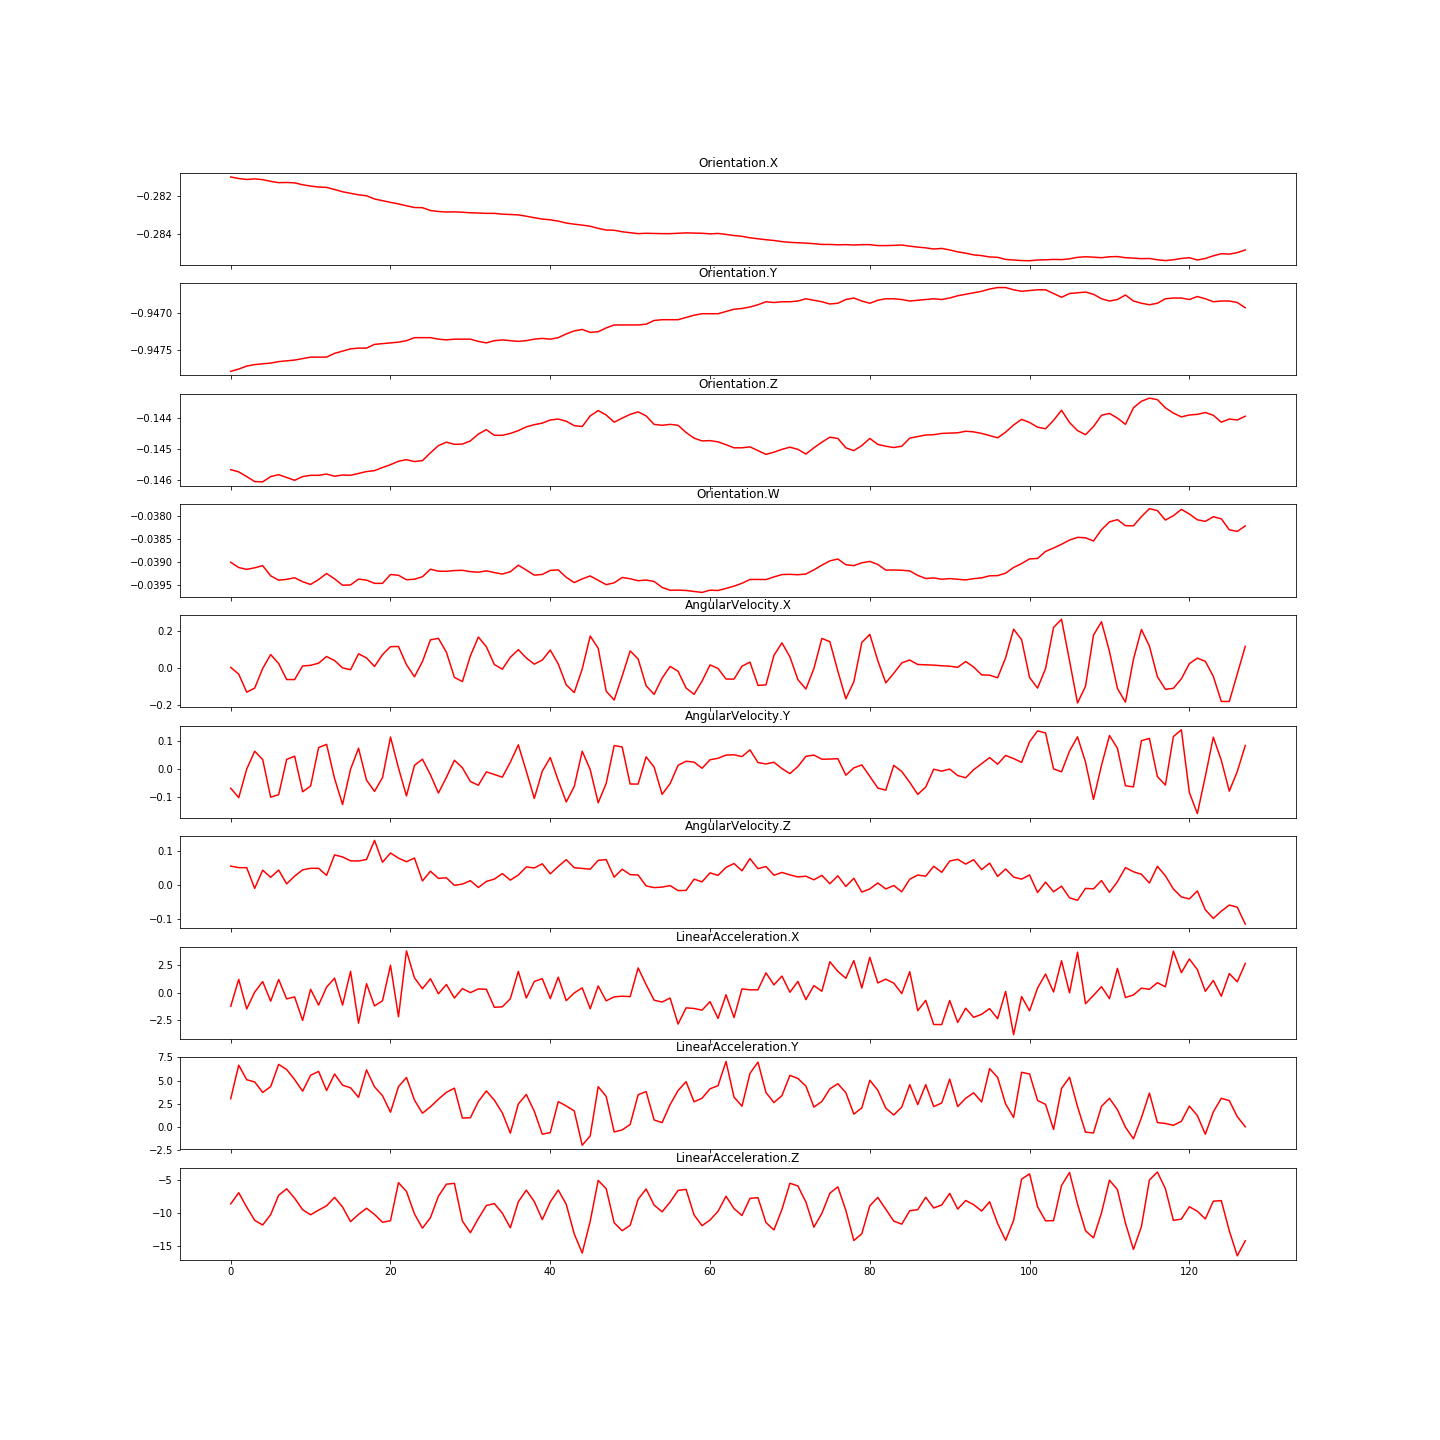 Orientation.X
−0.282
−0.284
Orientation.Y
−0.9470
−0.9475
Orientation.Z
−0.144
−0.145
−0.146
Orientation.W
−0.0380
−0.0385
−0.0390
−0.0395
AngularVelocity.X
0.2
0.0
−0.2
AngularVelocity.Y
0.1
0.0
−0.1
AngularVelocity.Z
0.1
0.0
−0.1
LinearAcceleration.X
2.5
0.0
−2.5
LinearAcceleration.Y
7.5
5.0
2.5
0.0
−2.5
LinearAcceleration.Z
−5
−10
−15
0 20 40 60 80 100 120